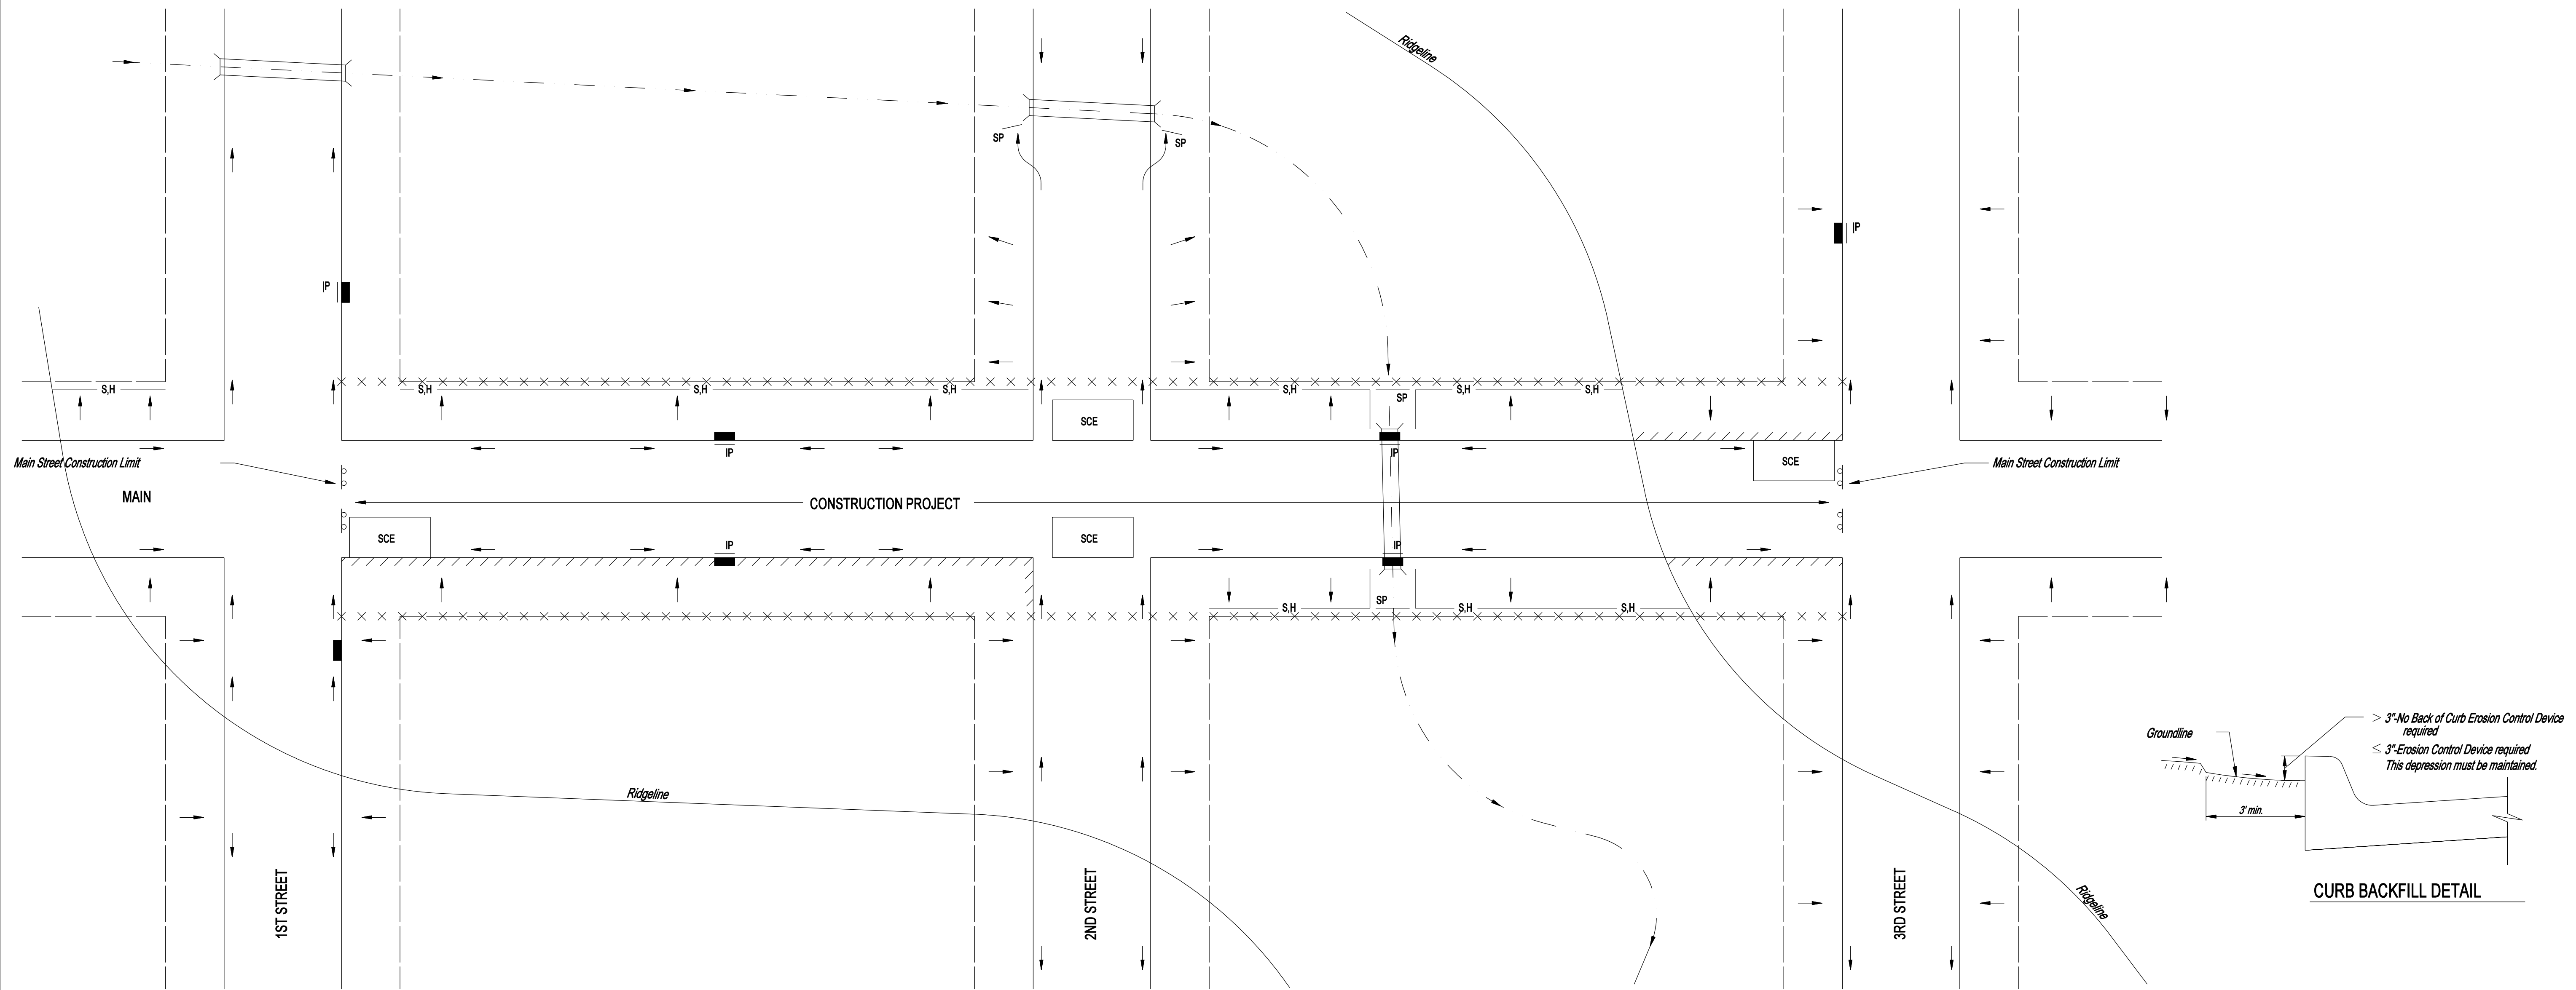 Ridgeline
SP
SP
IP
IP
S,H
S,H
S,H
S,H
S,H
S,H
S,H
SP
SCE
IP
IP
SCE
Main Street Construction Limit
Main Street Construction Limit
MAIN
CONSTRUCTION PROJECT
SCE
SCE
IP
IP
S,H
SP
S,H
S,H
Ridgeline
1ST STREET
2ND STREET
3RD STREET
Ridgeline
Groundline
> 3"-No Back of Curb Erosion Control Device
required
≤ 3"-Erosion Control Device required
This depression must be maintained.
3' min.
CURB BACKFILL DETAIL